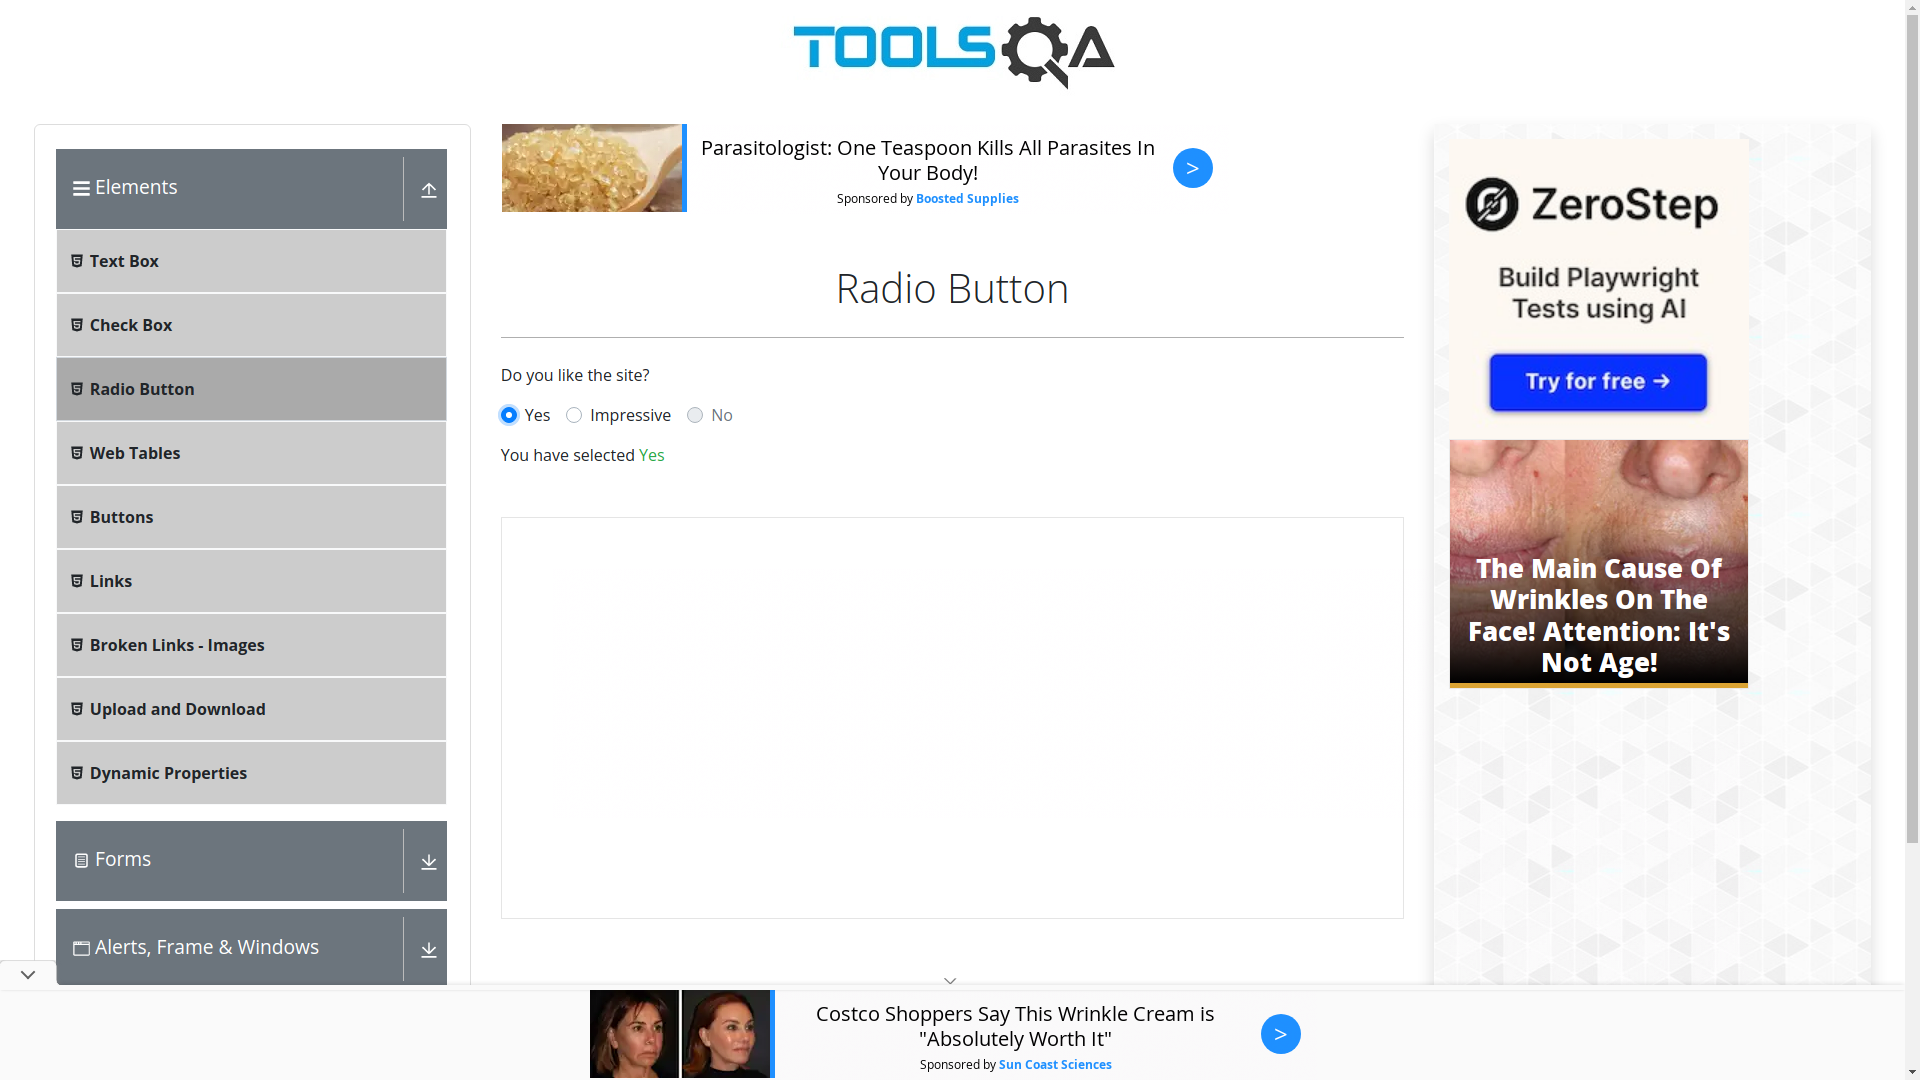 TOOLSQA
Elements
Text Box
Check Box
Radio Button
Web Tables
Buttons
Links
Broken Links - Images
Upload and Download
Dynamic Properties
Forms
Alerts, Frame & Windows
Parasitologist: One Teaspoon Kills All Parasites In
Your Body!
Sponsored by Boosted Supplies
>
Radio Button
Do you like the site?
Yes Impressive No
You have selected Yes
ZeroStep
Build Playwright
Tests using AI
Try for free →
The Main Cause Of
Wrinkles On The
Face! Attention: It's
Not Age!
Costco Shoppers Say This Wrinkle Cream is
"Absolutely Worth It"
Sponsored by Sun Coast Sciences
>